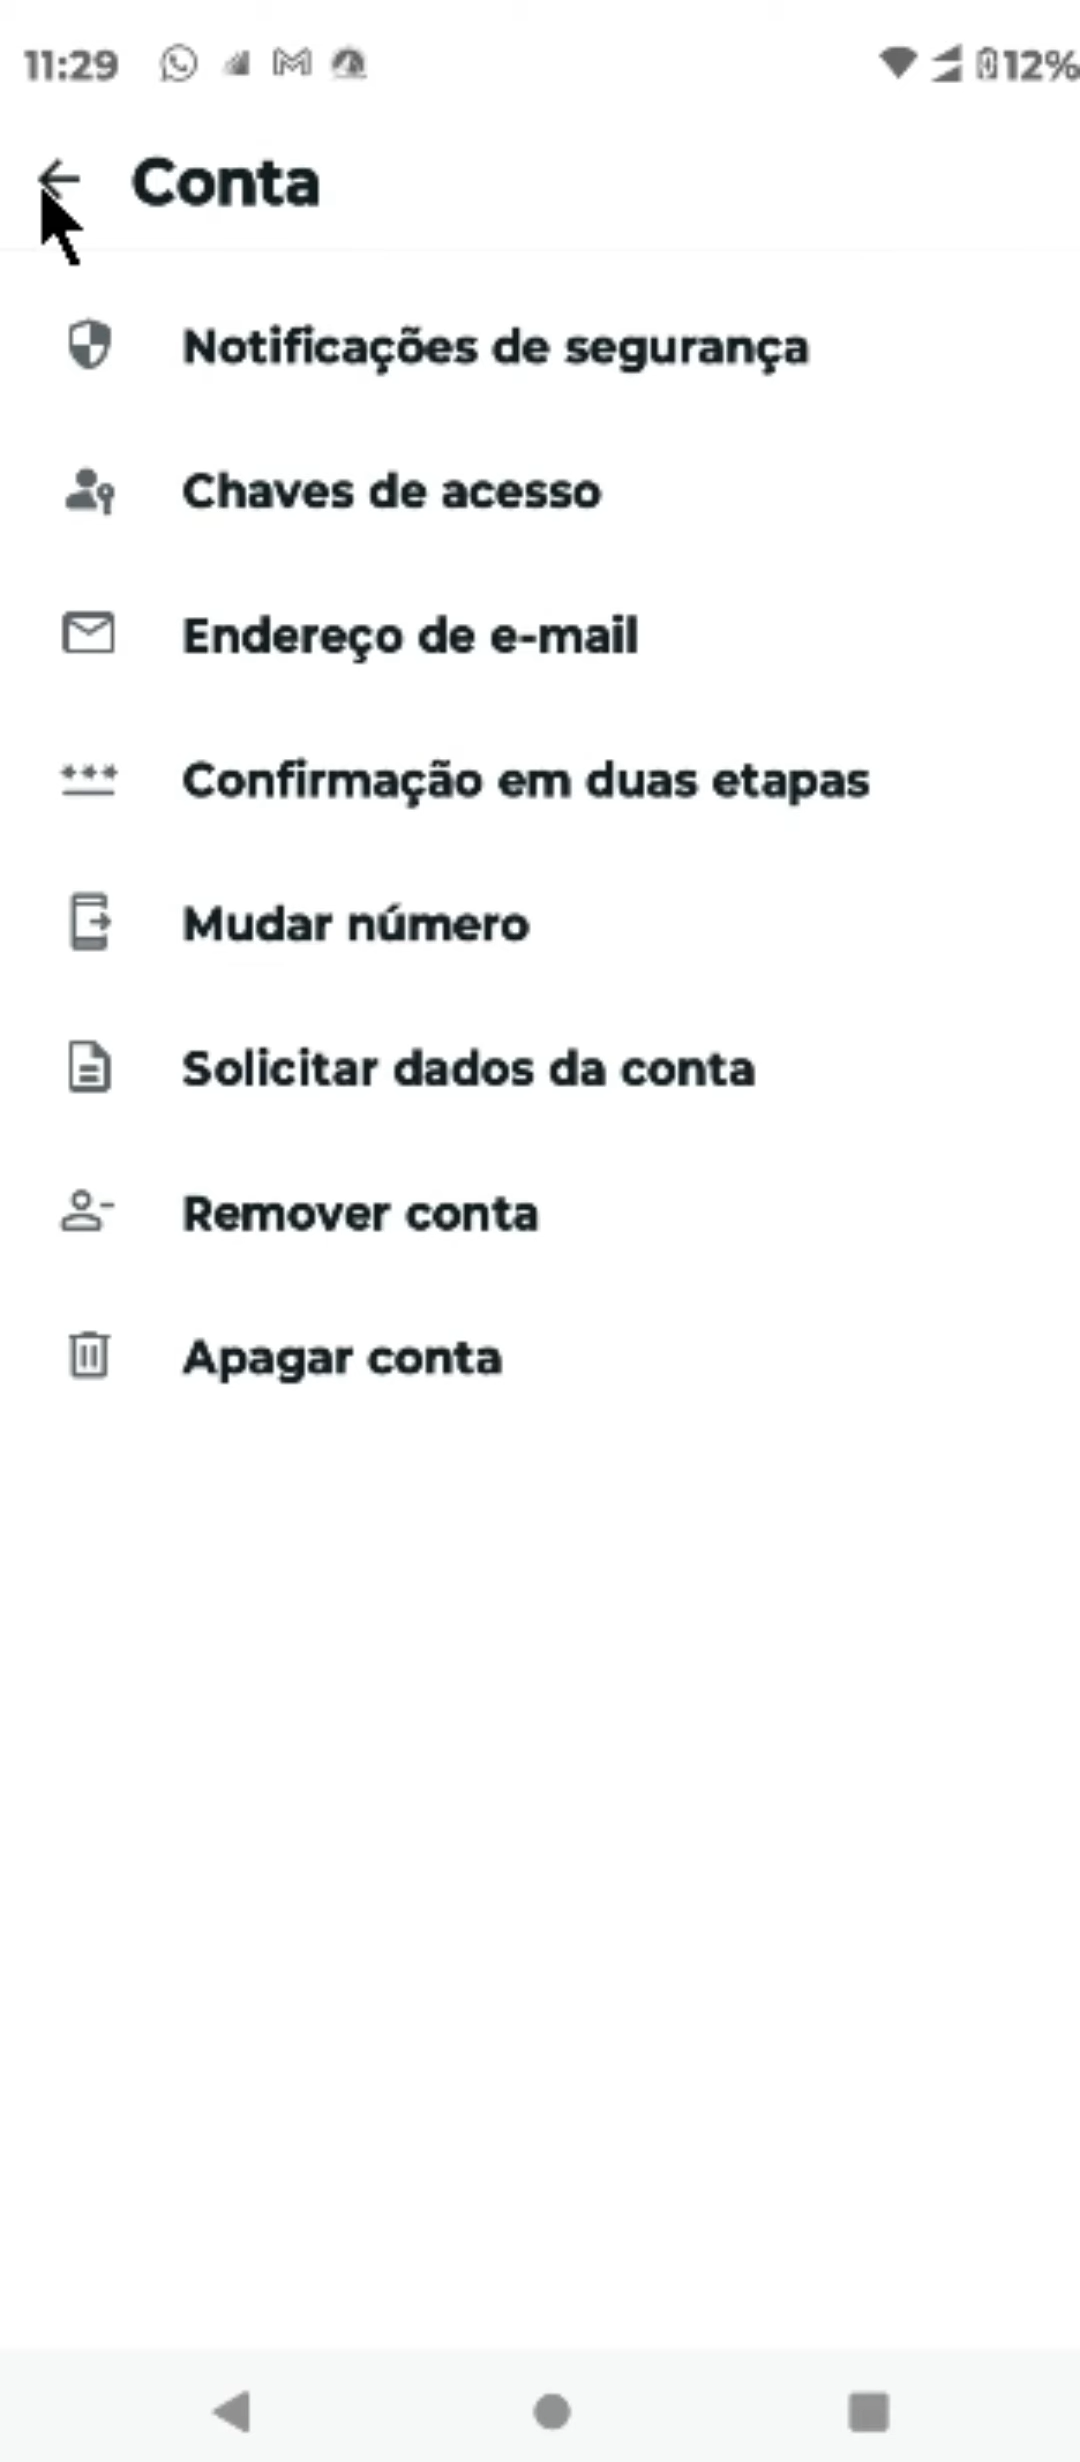 11:29 12%
Conta
Notificações de segurança
Chaves de acesso
Endereço de e-mail
Confirmação em duas etapas
Mudar número
Solicitar dados da conta
Remover conta
Apagar conta